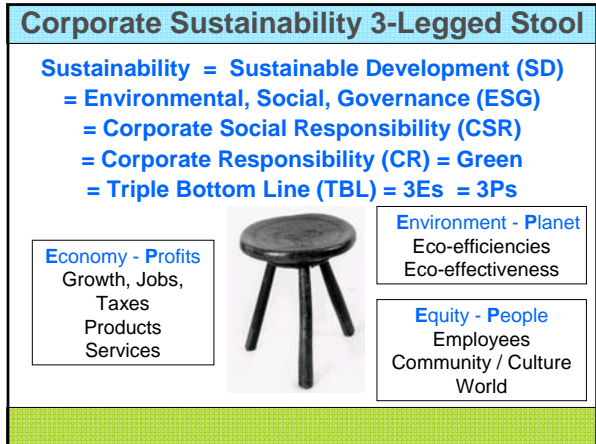 Corporate Sustainability 3-Legged Stool
Sustainability = Sustainable Development (SD)
= Environmental, Social, Governance (ESG)
= Corporate Social Responsibility (CSR)
= Corporate Responsibility (CR) = Green
= Triple Bottom Line (TBL) = 3Es = 3Ps
Economy - Profits
Growth, Jobs,
Taxes
Products
Services
Environment - Planet
Eco-efficiencies
Eco-effectiveness
Equity - People
Employees
Community / Culture
World